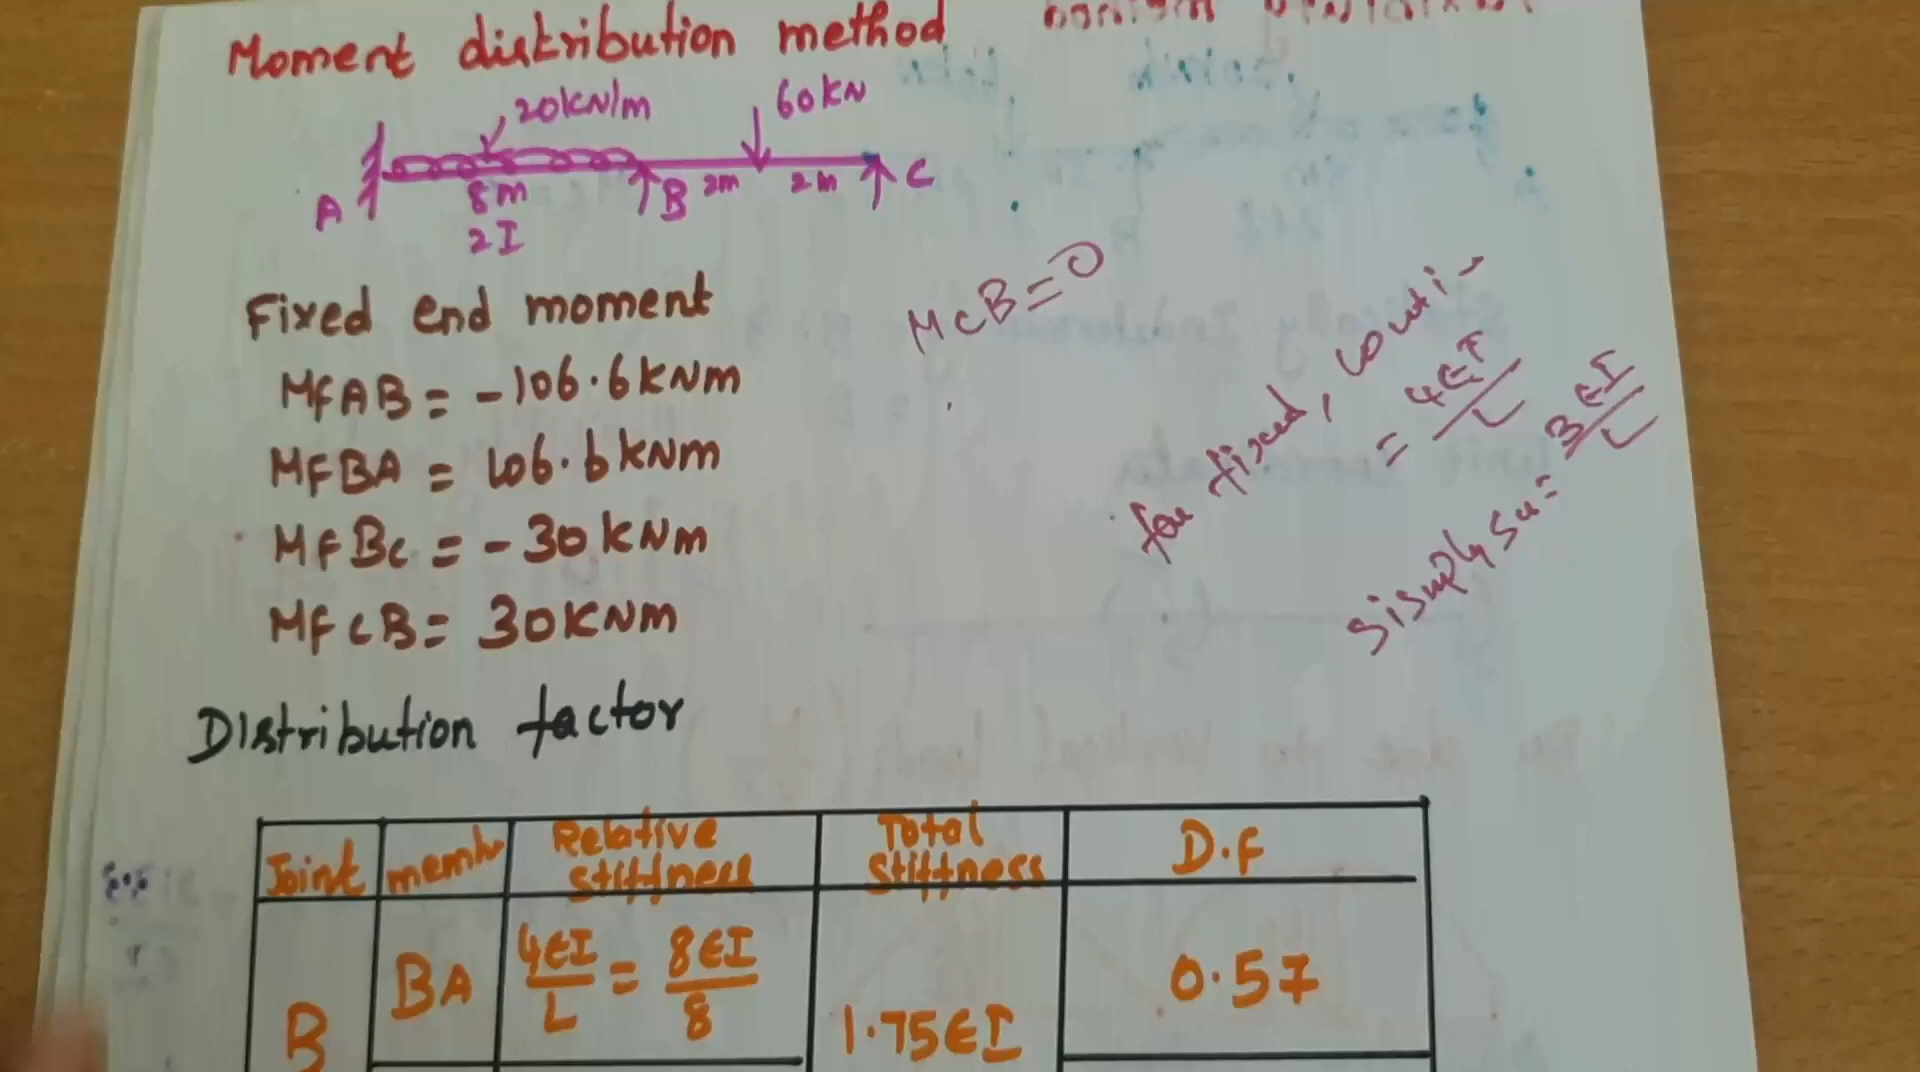 Moment distribution method
20kN/m
60kN
A
8m
B
2m
2m
C
2I
Fixed end moment
MFAB = -106.6kNm
MFBA = 106.6kNm
MFBC = -30kNm
MFCB = 30kNm
MCB = 0
for fixed, conti-
= 4EI/L
simply su = 3EI/L
Distribution factor
Joint member Relative stiffness Total stiffness D.F
B BA 4EI/L = 8EI/8 1.75EI 0.57